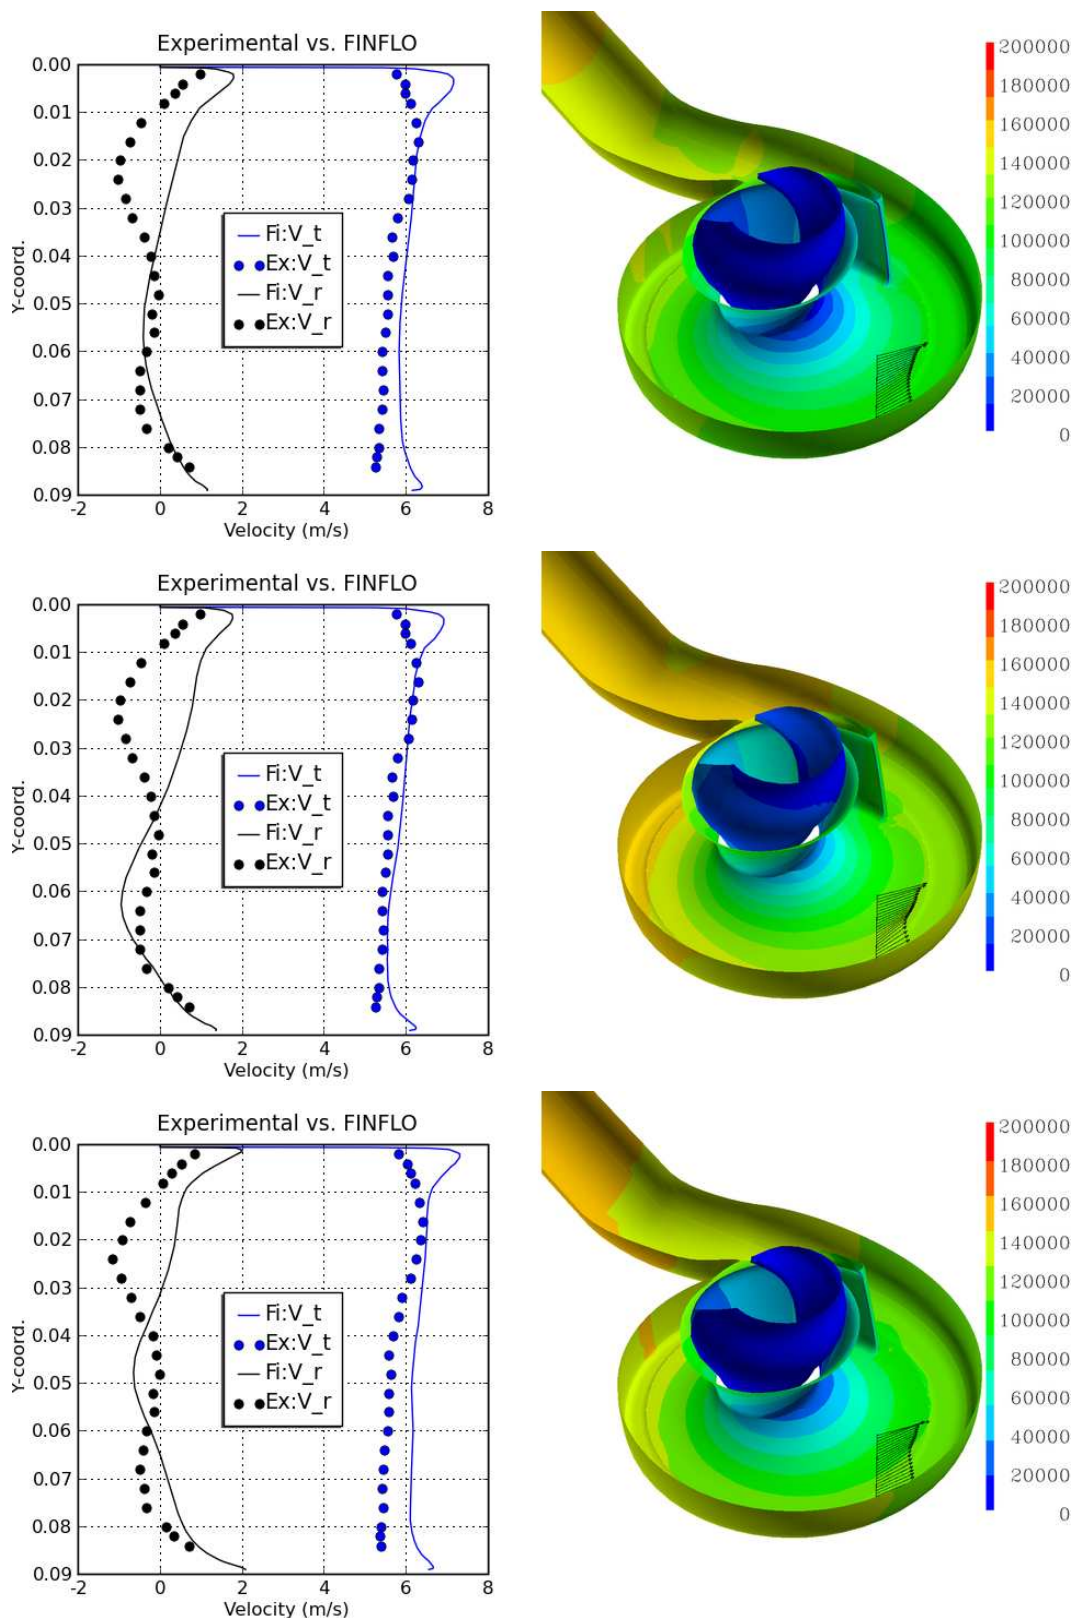 Experimental vs. FINFLO
0.00
0.01
0.02
0.03
0.04
0.05
0.06
0.07
0.08
0.09
Y-coord.
Fi:V_t
Ex:V_t
Fi:V_r
Ex:V_r
-2 0 2 4 6 8
Velocity (m/s)
200000
180000
160000
140000
120000
100000
80000
60000
40000
20000
0
Experimental vs. FINFLO
0.00
0.01
0.02
0.03
0.04
0.05
0.06
0.07
0.08
0.09
Y-coord.
Fi:V_t
Ex:V_t
Fi:V_r
Ex:V_r
-2 0 2 4 6 8
Velocity (m/s)
200000
180000
160000
140000
120000
100000
80000
60000
40000
20000
0
Experimental vs. FINFLO
0.00
0.01
0.02
0.03
0.04
0.05
0.06
0.07
0.08
0.09
Y-coord.
Fi:V_t
Ex:V_t
Fi:V_r
Ex:V_r
-2 0 2 4 6 8
Velocity (m/s)
200000
180000
160000
140000
120000
100000
80000
60000
40000
20000
0